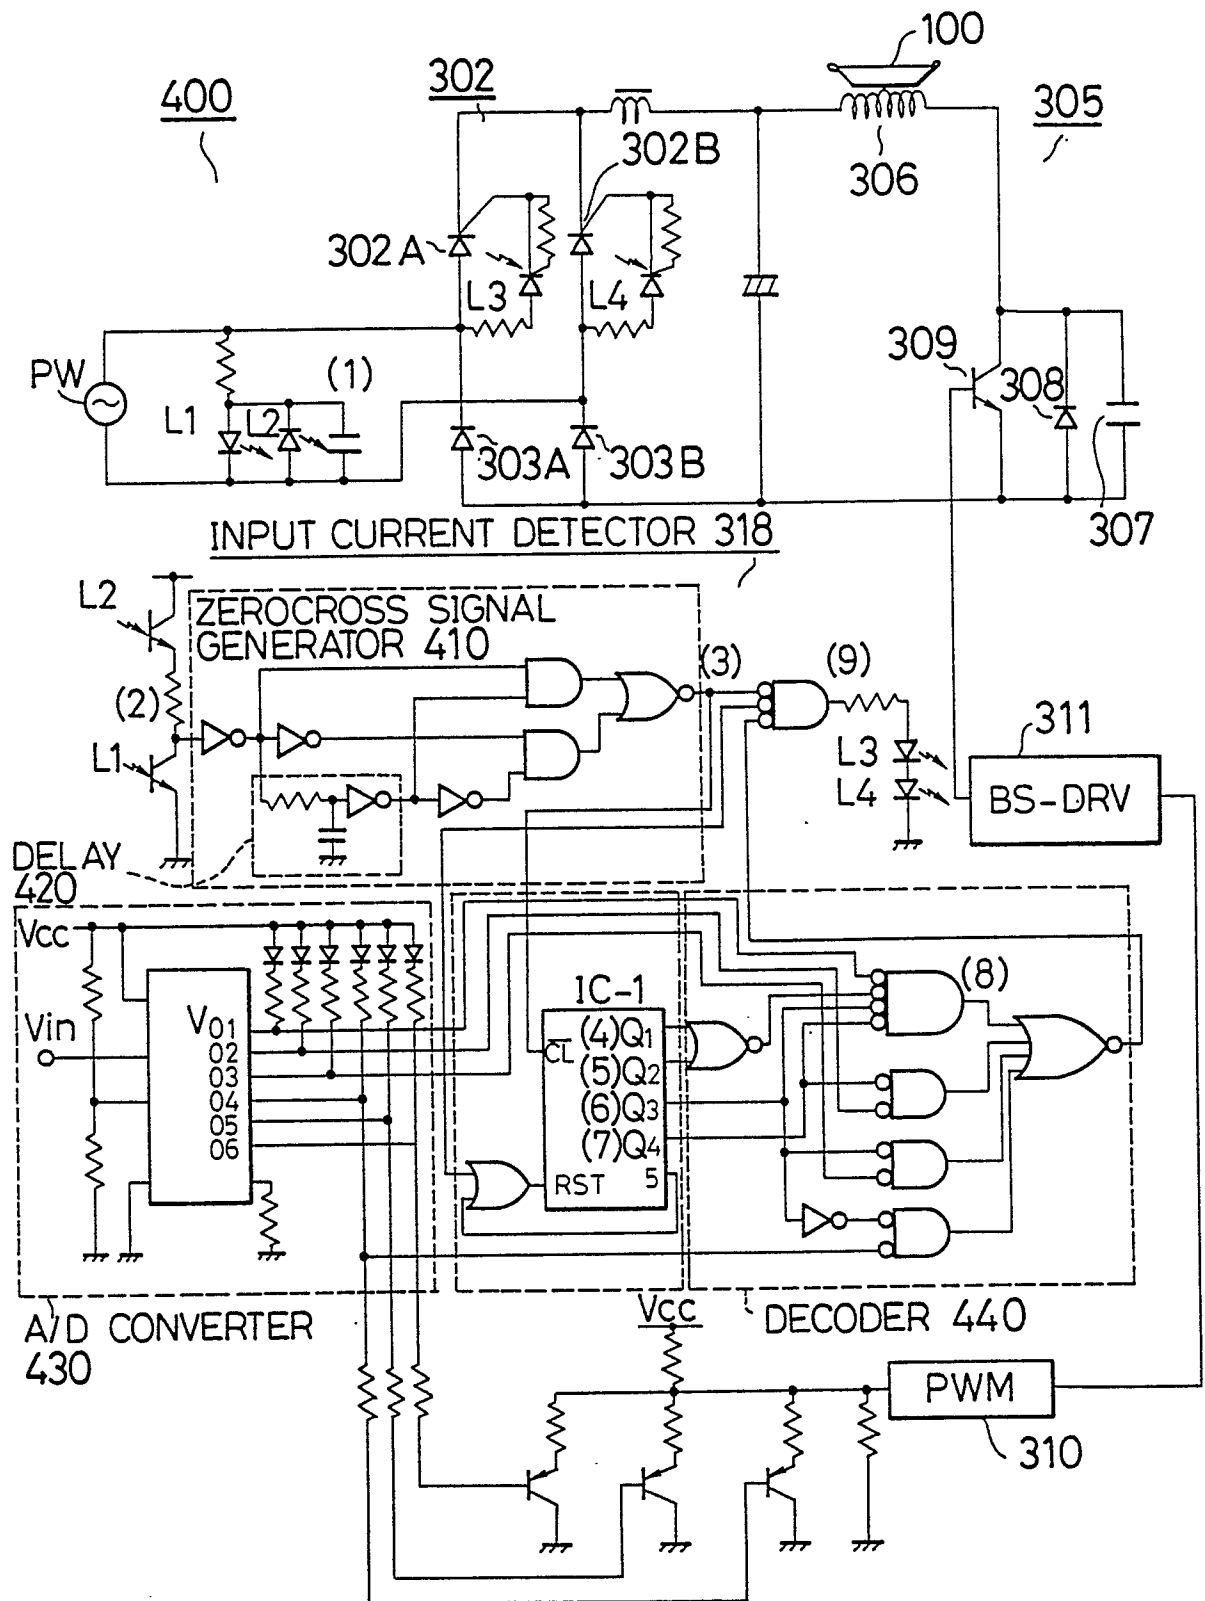 100
302
400
305
302B
306
302A
L3
L4
309
PW
(1)
308
L1
L2
303A
303B
307
INPUT CURRENT DETECTOR 318
L2
ZEROCROSS SIGNAL
GENERATOR 410
(3)
(9)
(2)
311
L1
L3
L4
BS-DRV
DELAY
420
Vcc
IC-1
(8)
Vin
V01
(4)Q1
02
CL
(5)Q2
03
04
(6)Q3
05
(7)Q4
06
RST
5
Vcc
A/D CONVERTER
430
DECODER 440
PWM
310